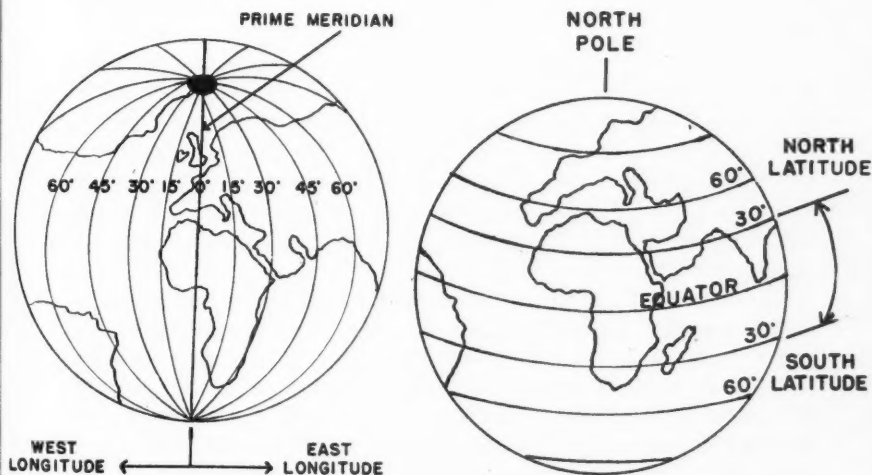 PRIME MERIDIAN
60° 45° 30° 15° 0° 15° 30° 45° 60°
WEST
LONGITUDE
EAST
LONGITUDE
NORTH
POLE
NORTH
LATITUDE
60°
30°
EQUATOR
30°
60°
SOUTH
LATITUDE